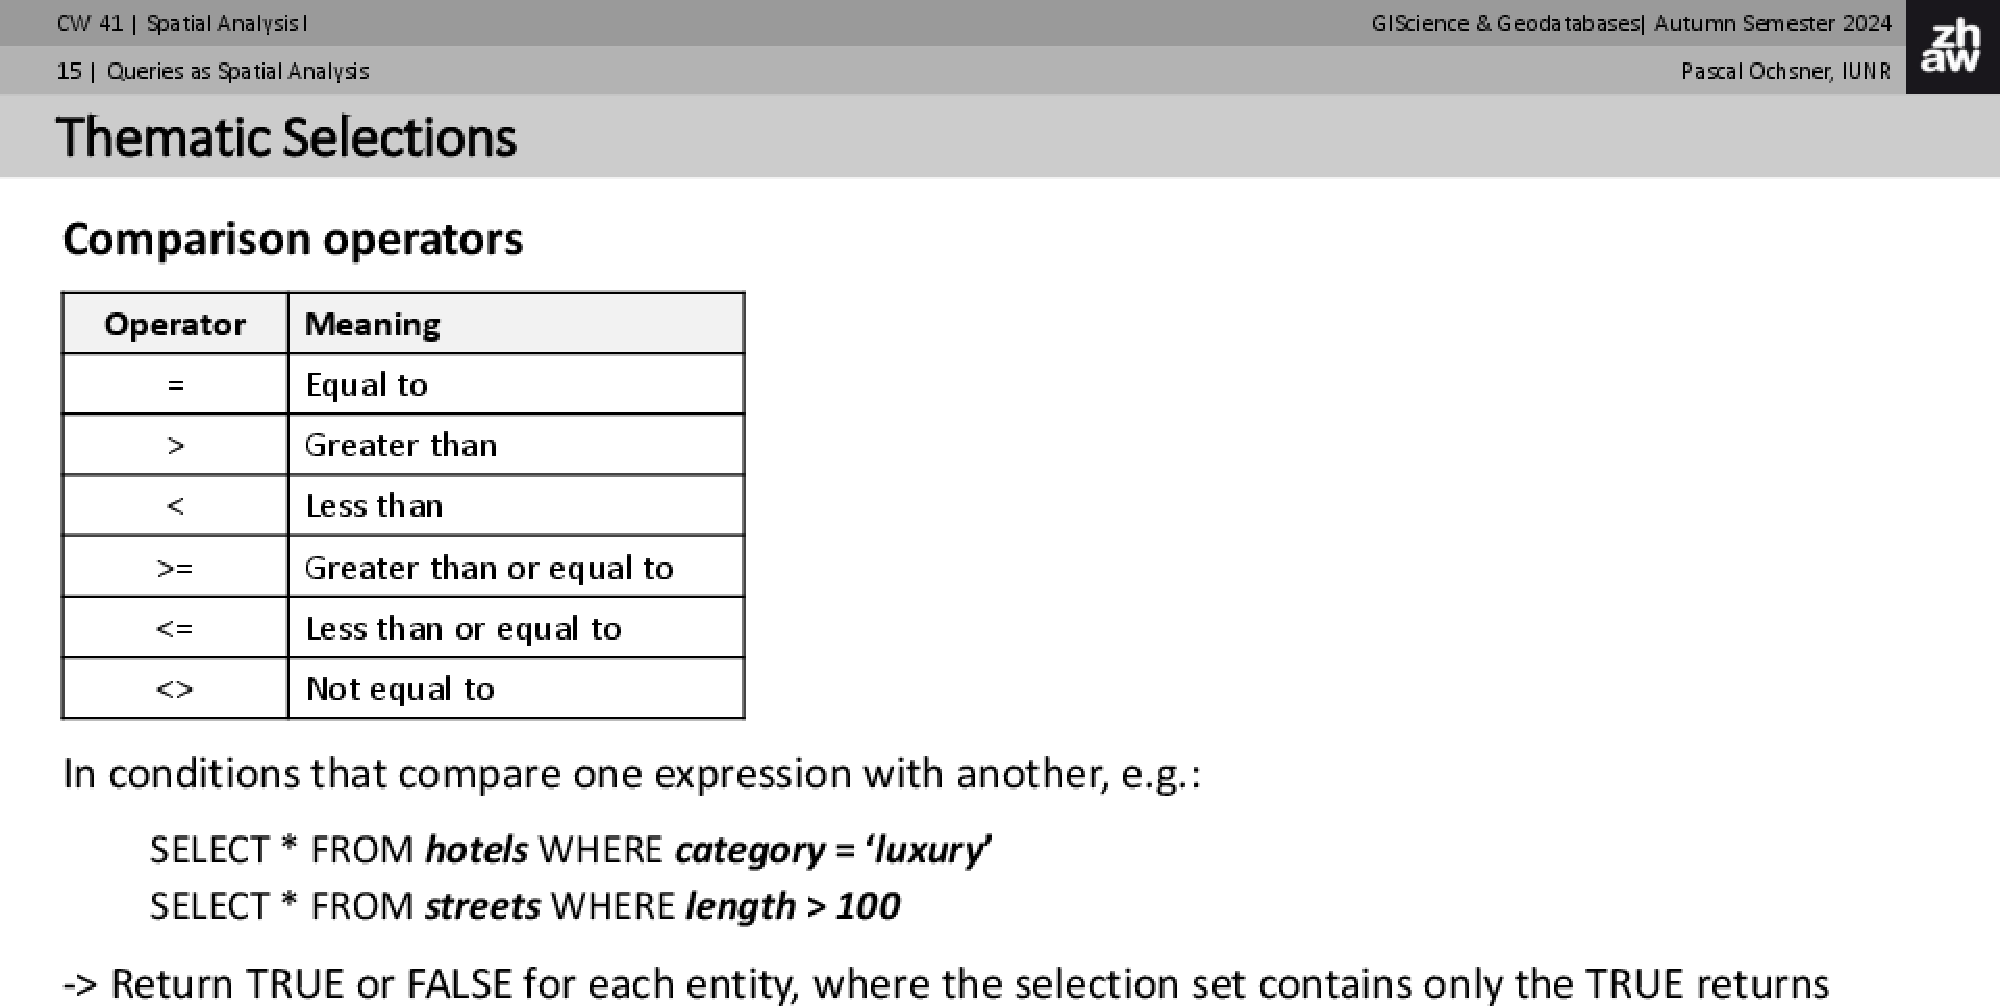 CW 41 | Spatial Analysis I
GIScience & Geodatabases| Autumn Semester 2024
zh
aw
15 | Queries as Spatial Analysis
Pascal Ochsner, IUNR
Thematic Selections
Comparison operators
Operator Meaning
= Equal to
> Greater than
< Less than
>= Greater than or equal to
<= Less than or equal to
<> Not equal to
In conditions that compare one expression with another, e.g.:
SELECT * FROM hotels WHERE category = ‘luxury’
SELECT * FROM streets WHERE length > 100
-> Return TRUE or FALSE for each entity, where the selection set contains only the TRUE returns